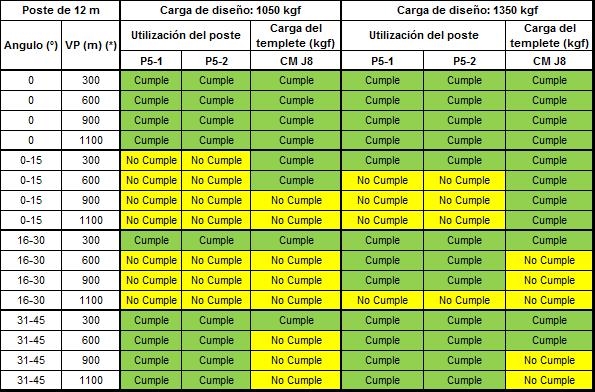 Poste de 12 m Carga de diseño: 1050 kgf Carga de diseño: 1350 kgf
Angulo (°) VP (m) (*) Utilización del poste Carga del templete (kgf) Utilización del poste Carga del templete (kgf)
P5-1 P5-2 CM J8 P5-1 P5-2 CM J8
0 300 Cumple Cumple Cumple Cumple Cumple Cumple
0 600 Cumple Cumple Cumple Cumple Cumple Cumple
0 900 Cumple Cumple Cumple Cumple Cumple Cumple
0 1100 Cumple Cumple Cumple Cumple Cumple Cumple
0-15 300 No Cumple No Cumple Cumple Cumple Cumple Cumple
0-15 600 No Cumple No Cumple Cumple No Cumple No Cumple Cumple
0-15 900 No Cumple No Cumple No Cumple No Cumple No Cumple Cumple
0-15 1100 No Cumple No Cumple No Cumple No Cumple No Cumple Cumple
16-30 300 Cumple Cumple Cumple Cumple Cumple Cumple
16-30 600 No Cumple No Cumple No Cumple Cumple Cumple No Cumple
16-30 900 No Cumple No Cumple No Cumple Cumple Cumple No Cumple
16-30 1100 No Cumple No Cumple No Cumple No Cumple No Cumple No Cumple
31-45 300 Cumple Cumple Cumple Cumple Cumple Cumple
31-45 600 Cumple Cumple No Cumple Cumple Cumple Cumple
31-45 900 Cumple Cumple No Cumple Cumple Cumple No Cumple
31-45 1100 Cumple Cumple No Cumple Cumple Cumple No Cumple